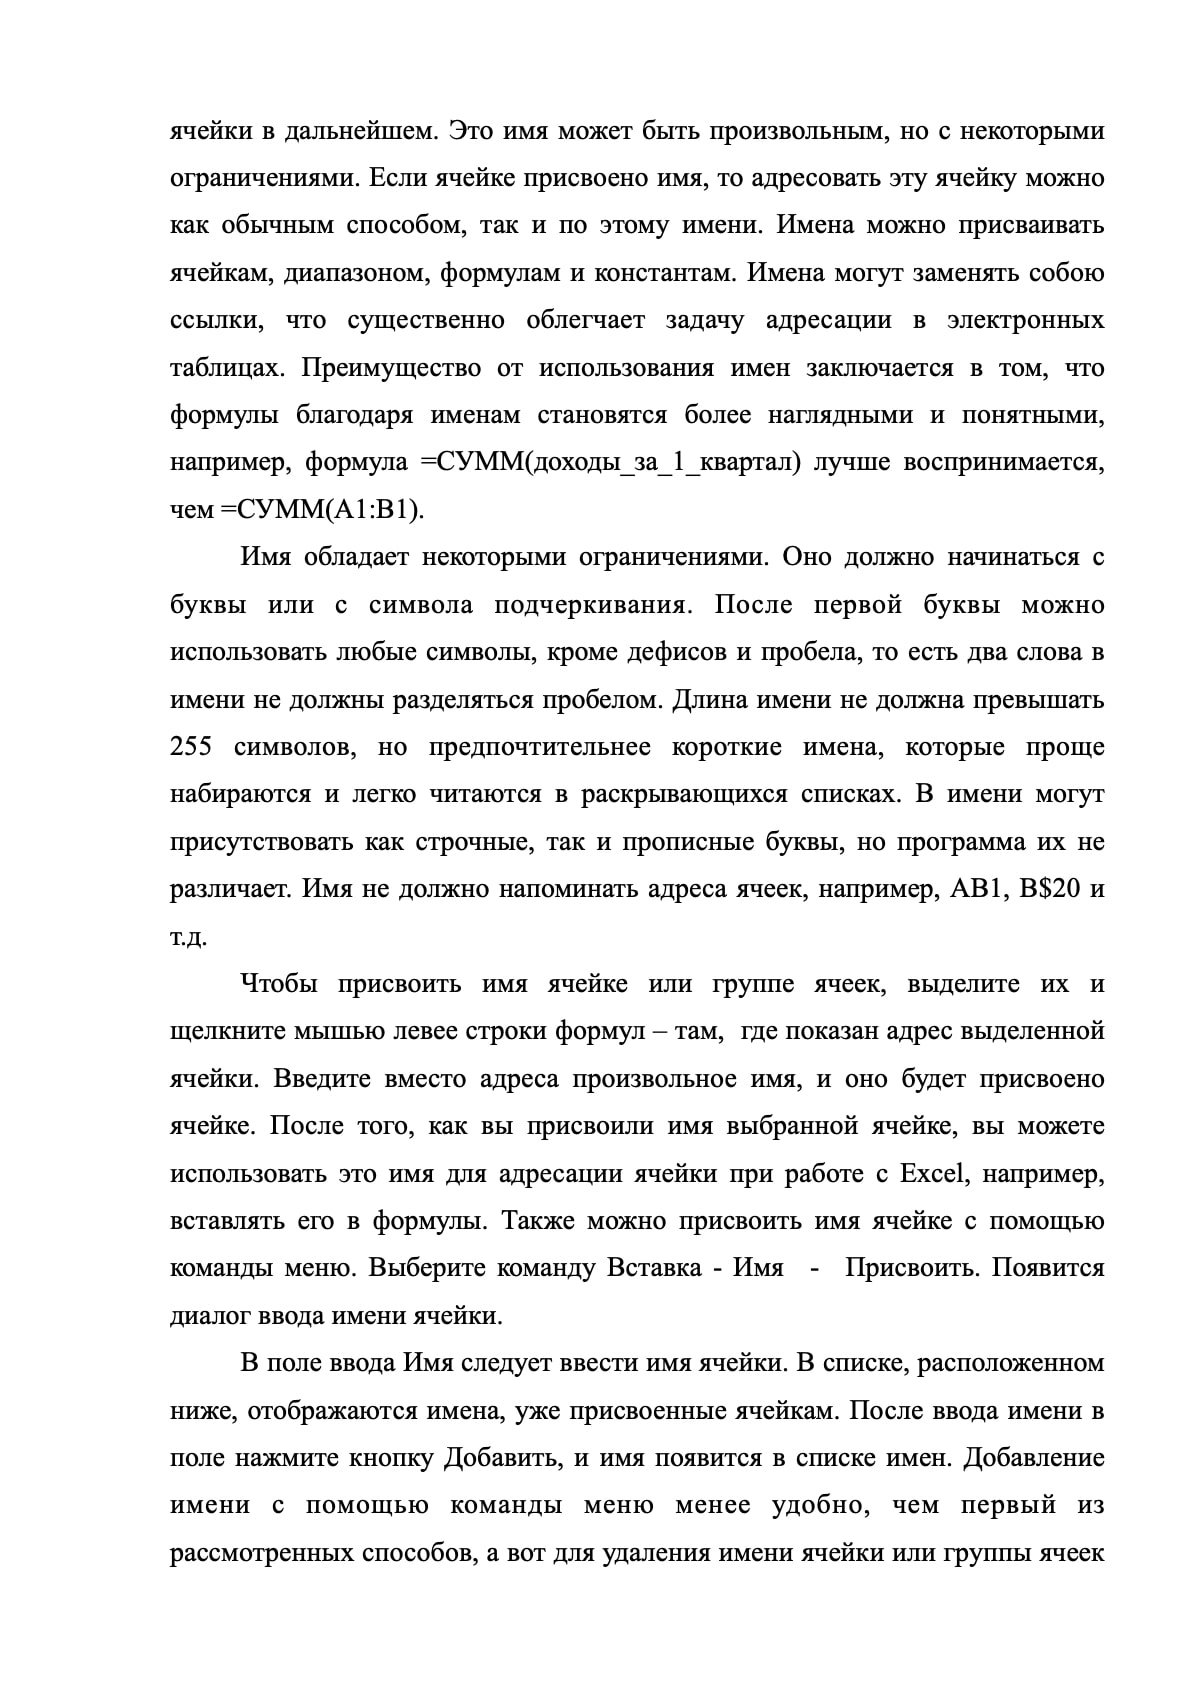 ячейки в дальнейшем. Это имя может быть произвольным, но с некоторыми
ограничениями. Если ячейке присвоено имя, то адресовать эту ячейку можно
как обычным способом, так и по этому имени. Имена можно присваивать
ячейкам, диапазоном, формулам и константам. Имена могут заменять собою
ссылки, что существенно облегчает задачу адресации в электронных
таблицах. Преимущество от использования имен заключается в том, что
формулы благодаря именам становятся более наглядными и понятными,
например, формула =СУММ(доходы_за_1_квартал) лучше воспринимается,
чем =СУММ(А1:В1).
Имя обладает некоторыми ограничениями. Оно должно начинаться с
буквы или с символа подчеркивания. После первой буквы можно
использовать любые символы, кроме дефисов и пробела, то есть два слова в
имени не должны разделяться пробелом. Длина имени не должна превышать
255 символов, но предпочтительнее короткие имена, которые проще
набираются и легко читаются в раскрывающихся списках. В имени могут
присутствовать как строчные, так и прописные буквы, но программа их не
различает. Имя не должно напоминать адреса ячеек, например, АВ1, В$20 и
т.д.
Чтобы присвоить имя ячейке или группе ячеек, выделите их и
щелкните мышью левее строки формул – там,  где показан адрес выделенной
ячейки. Введите вместо адреса произвольное имя, и оно будет присвоено
ячейке. После того, как вы присвоили имя выбранной ячейке, вы можете
использовать это имя для адресации ячейки при работе с Excel, например,
вставлять его в формулы. Также можно присвоить имя ячейке с помощью
команды меню. Выберите команду Вставка - Имя  -  Присвоить. Появится
диалог ввода имени ячейки.
В поле ввода Имя следует ввести имя ячейки. В списке, расположенном
ниже, отображаются имена, уже присвоенные ячейкам. После ввода имени в
поле нажмите кнопку Добавить, и имя появится в списке имен. Добавление
имени с помощью команды меню менее удобно, чем первый из
рассмотренных способов, а вот для удаления имени ячейки или группы ячеек